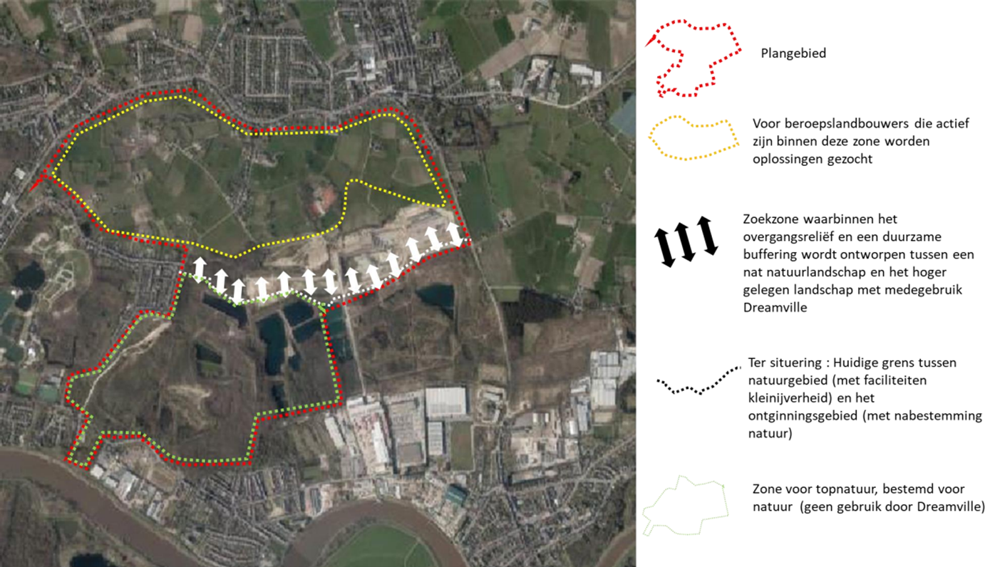 Plangebied
Voor beroepslandbouwers die actief
zijn binnen deze zone worden
oplossingen gezocht
Zoekzone waarbinnen het
overgangsreliëf en een duurzame
buffering wordt ontworpen tussen een
nat natuurlandschap en het hoger
gelegen landschap met medegebruik
Dreamville
Ter situering : Huidige grens tussen
natuurgebied (met faciliteiten
kleinijverheid) en het
ontginningsgebied (met nabestemming
natuur)
Zone voor topnatuur, bestemd voor
natuur (geen gebruik door Dreamville)